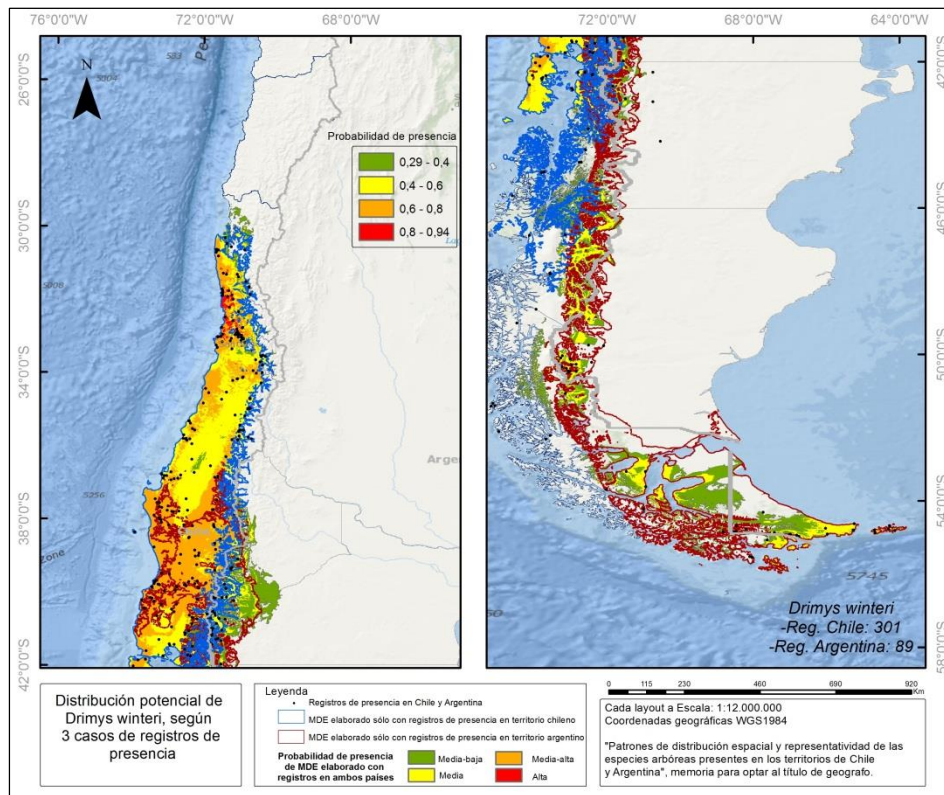 76°0'0"W
72°0'0"W
68°0'0"W
72°0'0"W
68°0'0"W
64°0'0"W
26°0'0"S
30°0'0"S
34°0'0"S
38°0'0"S
42°0'0"S
42°0'0"S
46°0'0"S
50°0'0"S
54°0'0"S
58°0'0"S
N
583
5304
5008
5256
Zone
Pe
Arge
Probabilidad de presencia
0,29 - 0,4
0,4 - 0,6
0,6 - 0,8
0,8 - 0,94
5745
Drimys winteri
-Reg. Chile: 301
-Reg. Argentina: 89
Distribución potencial de
Drimys winteri, según
3 casos de registros de
presencia
Leyenda
Registros de presencia en Chile y Argentina
MDE elaborado sólo con registros de presencia en territorio chileno
MDE elaborado sólo con registros de presencia en territorio argentino
Probabilidad de presencia
de MDE elaborado con
registros en ambos países
Media-baja
Media-alta
Media
Alta
0 115 230 460 690 920
Km
Cada layout a Escala: 1:12.000.000
Coordenadas geográficas WGS1984
"Patrones de distribución espacial y representatividad de las
especies arbóreas presentes en los territorios de Chile
y Argentina", memoria para optar al título de geografo.